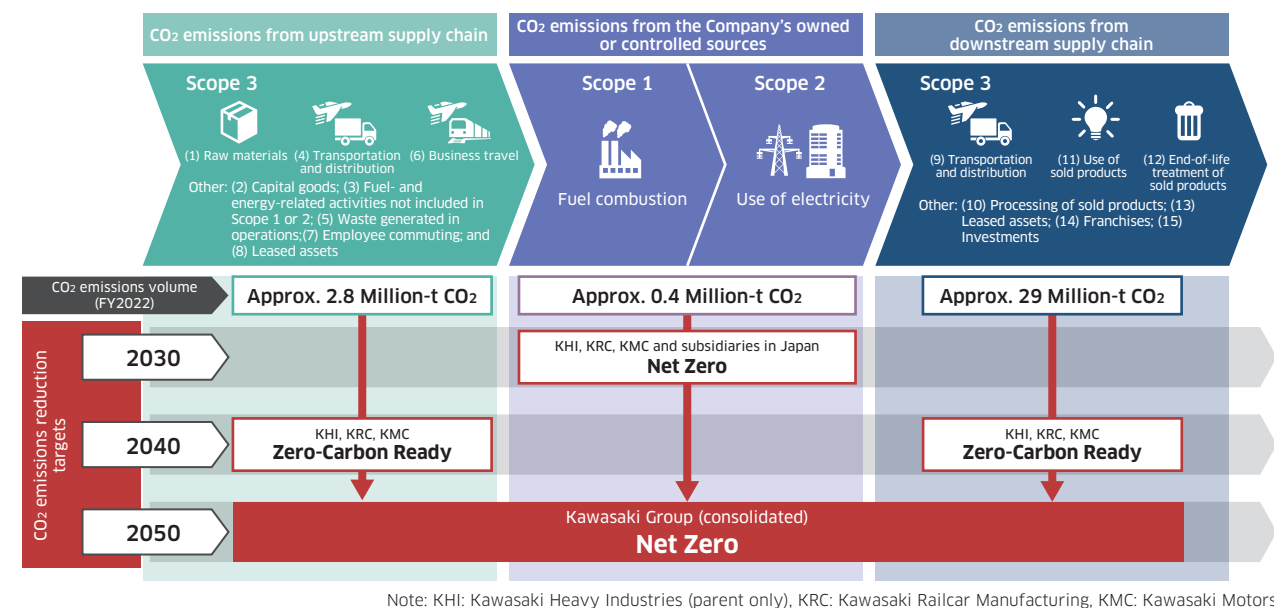 CO2 emissions from upstream supply chain
CO2 emissions from the Company's owned
or controlled sources
CO2 emissions from
downstream supply chain
Scope 3
(1) Raw materials
(4) Transportation
and distribution
(6) Business travel
Other: (2) Capital goods; (3) Fuel- and
energy-related activities not included in
Scope 1 or 2; (5) Waste generated in
operations;(7) Employee commuting; and
(8) Leased assets
Scope 1
Fuel combustion
Scope 2
Use of electricity
Scope 3
(9) Transportation
and distribution
(11) Use of
sold products
(12) End-of-life
treatment of
sold products
Other: (10) Processing of sold products; (13)
Leased assets; (14) Franchises; (15)
Investments
CO2 emissions volume
(FY2022)
Approx. 2.8 Million-t CO2
Approx. 0.4 Million-t CO2
Approx. 29 Million-t CO2
CO2 emissions reduction
targets
2030
KHI, KRC, KMC and subsidiaries in Japan
Net Zero
2040
KHI, KRC, KMC
Zero-Carbon Ready
KHI, KRC, KMC
Zero-Carbon Ready
2050
Kawasaki Group (consolidated)
Net Zero
Note: KHI: Kawasaki Heavy Industries (parent only), KRC: Kawasaki Railcar Manufacturing, KMC: Kawasaki Motors